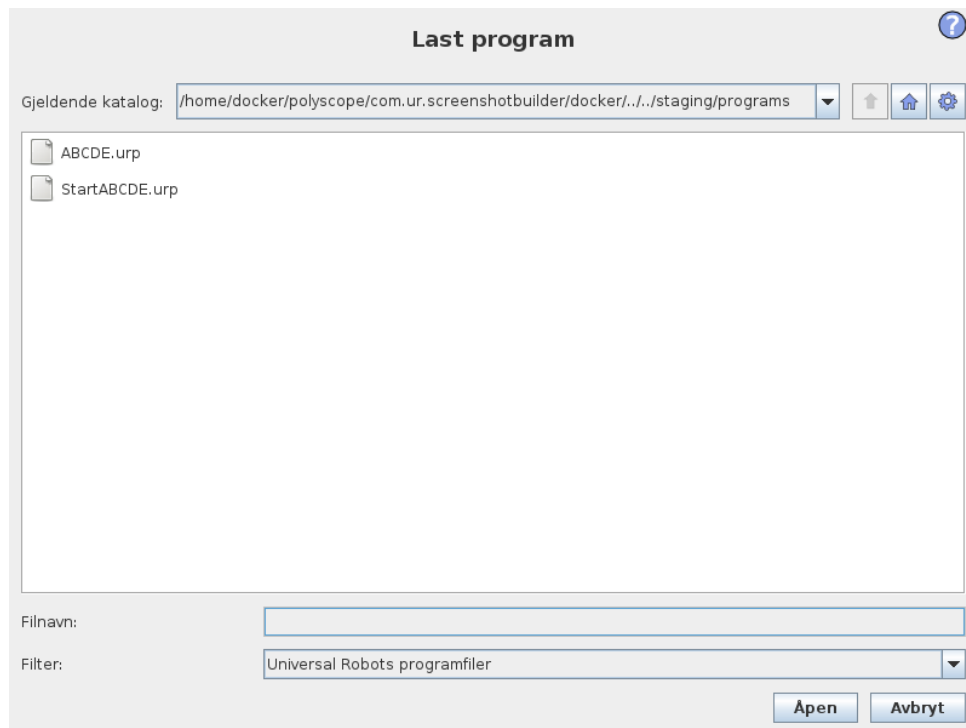 Last program
Gjeldende katalog: /home/docker/polyscope/com.ur.screenshotbuilder/docker/../../staging/programs
ABCDE.urp
StartABCDE.urp
Filnavn:
Filter: Universal Robots programfiler
Åpen Avbryt